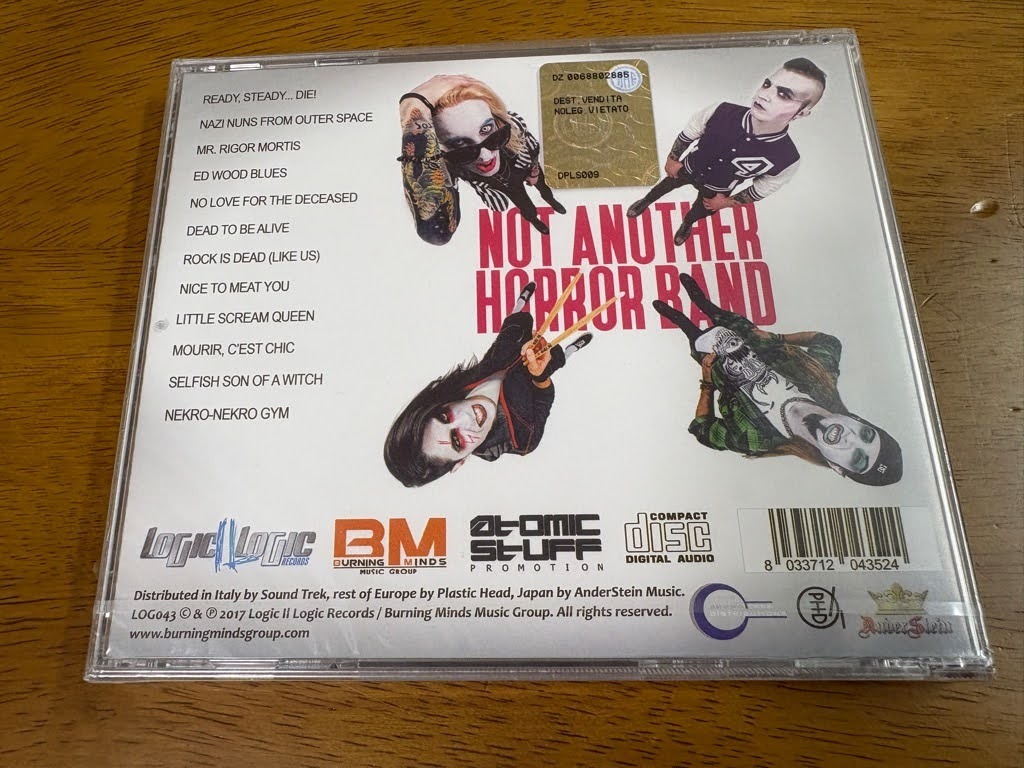 READY, STEADY... DIE!
NAZI NUNS FROM OUTER SPACE
MR. RIGOR MORTIS
ED WOOD BLUES
NO LOVE FOR THE DECEASED
DEAD TO BE ALIVE
ROCK IS DEAD (LIKE US)
NICE TO MEAT YOU
LITTLE SCREAM QUEEN
MOURIR, C'EST CHIC
SELFISH SON OF A WITCH
NEKRO-NEKRO GYM
DZ 0068802885
DEST.VENDITA
NOLEG VIETATO
DPLS009
NOT ANOTHER
HORROR BAND
LOGIC IL LOGIC
RECORDS
BM
BURNING MINDS
MUSIC GROUP
ATOMIC
STUFF
PROMOTION
COMPACT
disc
DIGITAL AUDIO
8 033712 043524
Distributed in Italy by Sound Trek, rest of Europe by Plastic Head, Japan by AnderStein Music.
LOG043 © & ℗ 2017 Logic Il Logic Records / Burning Minds Music Group. All rights reserved.
www.burningmindsgroup.com
PHD
AnderStein